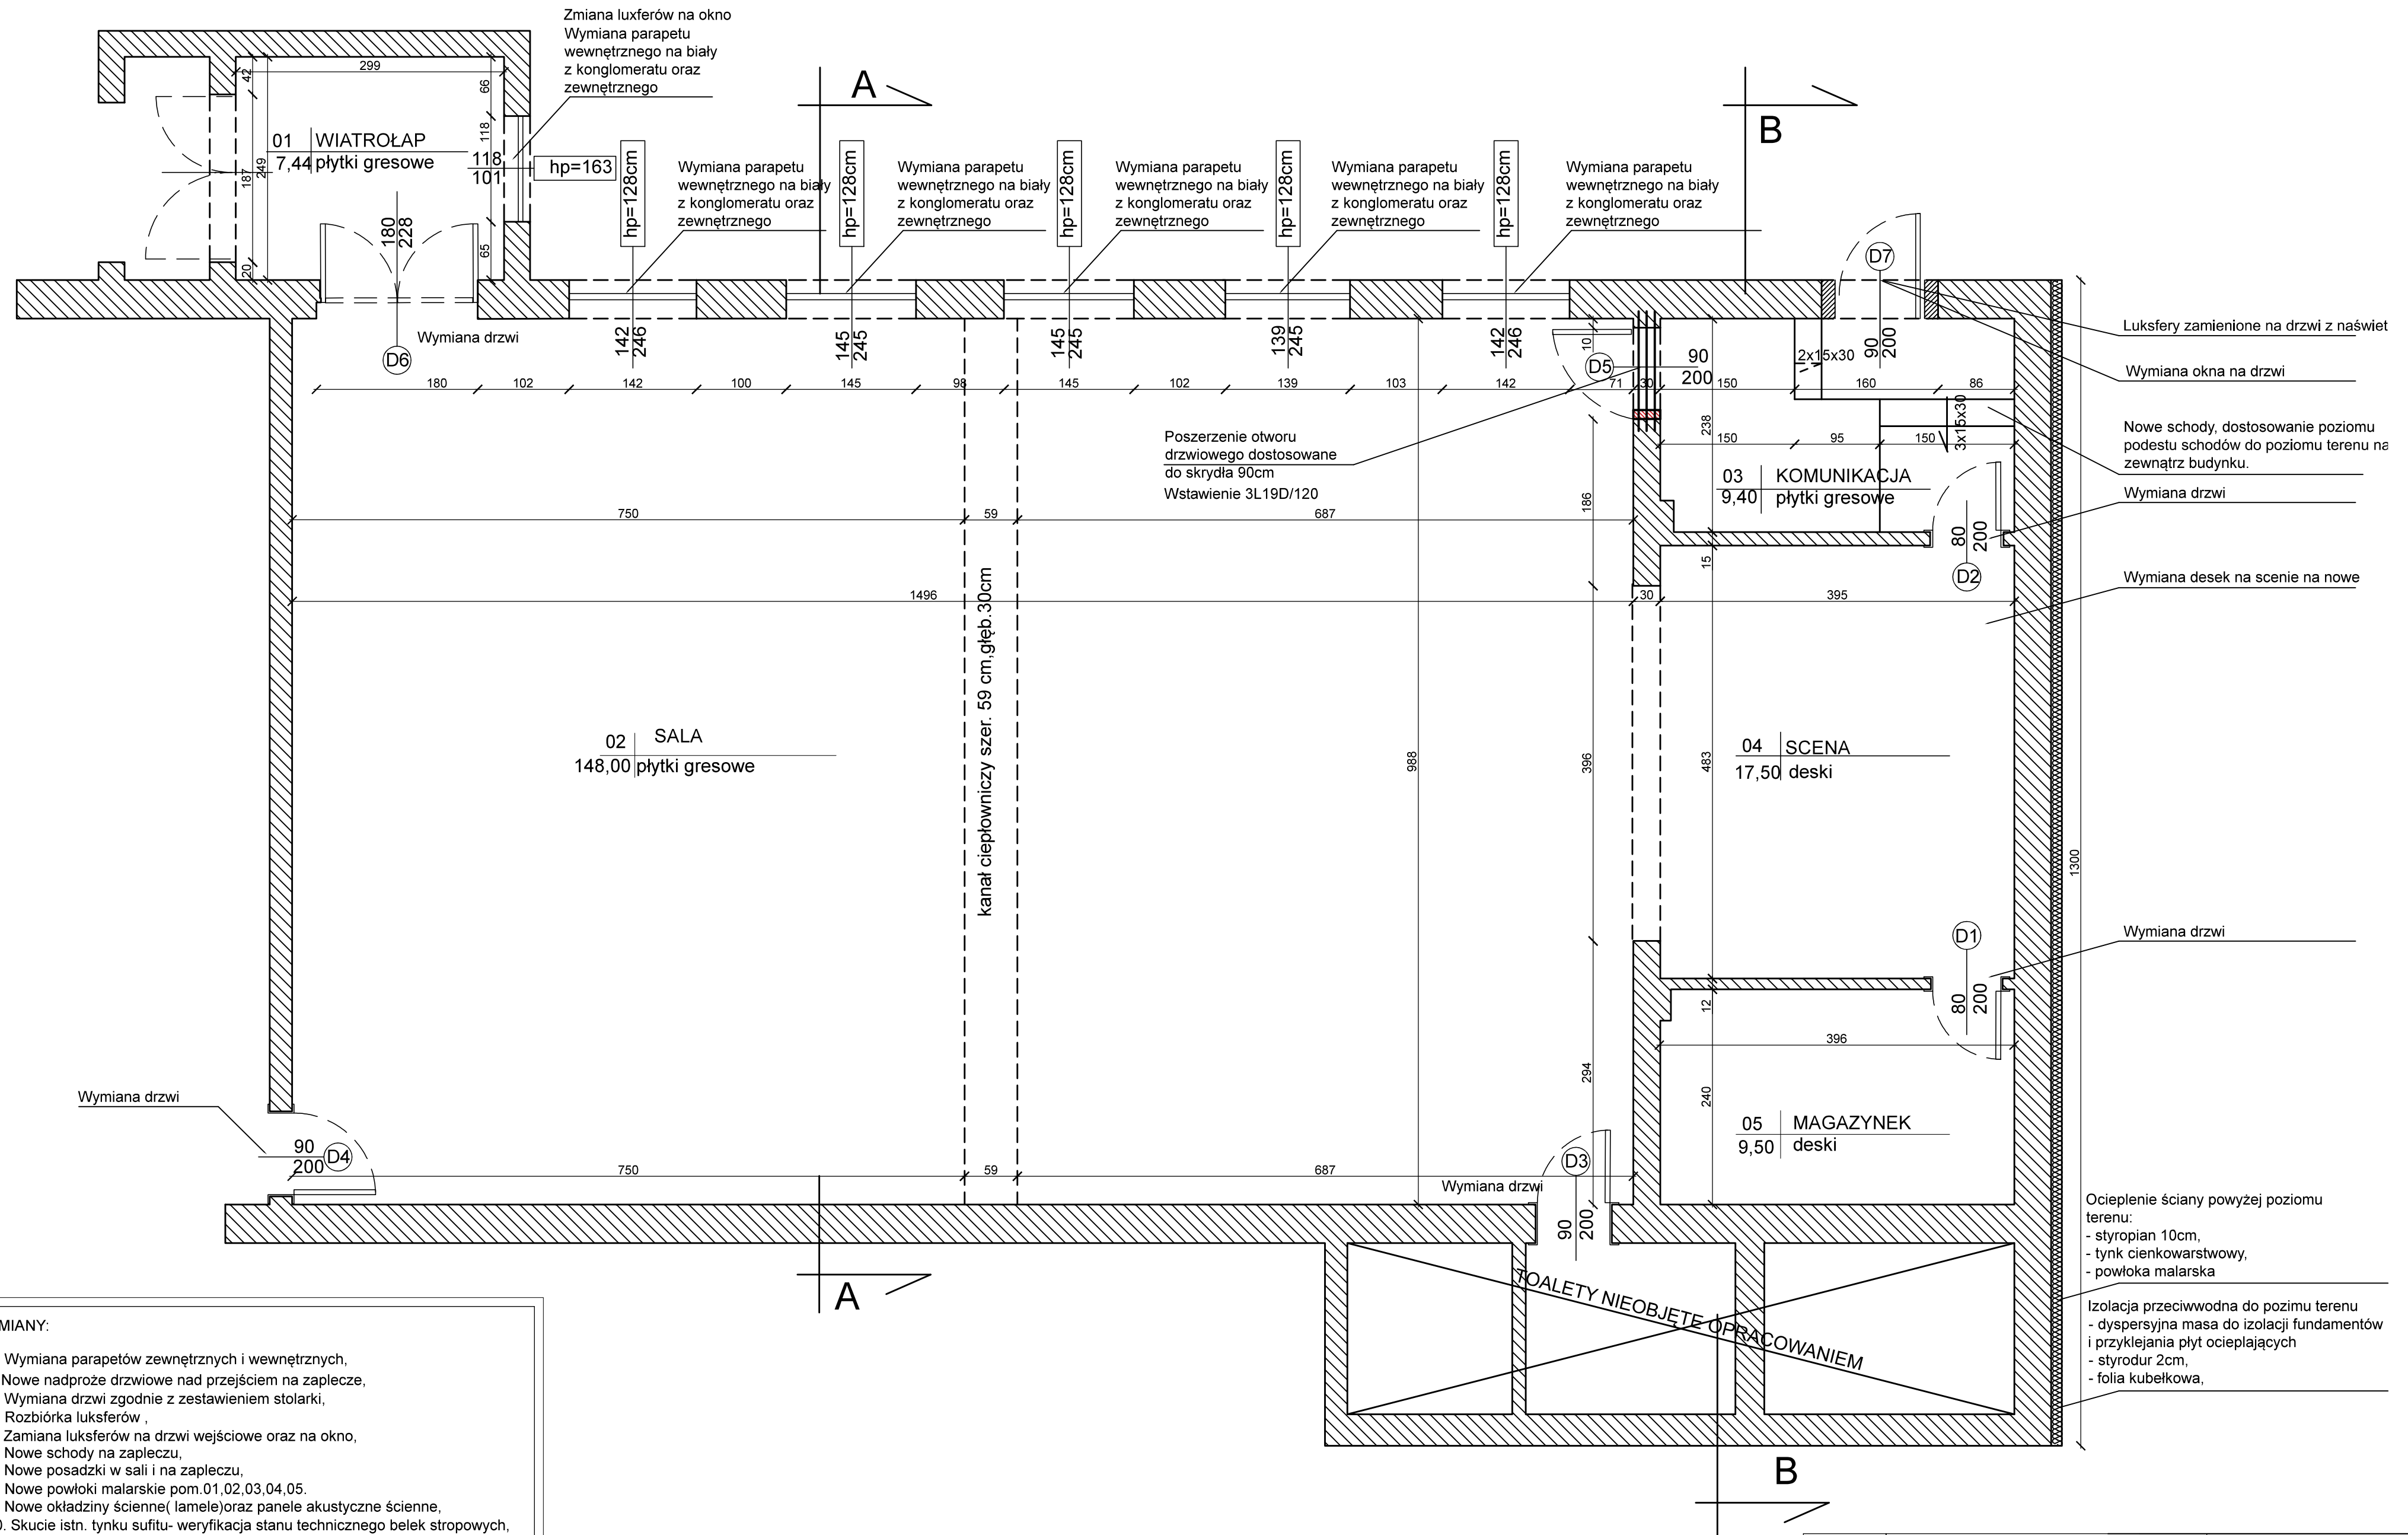 Zmiana luxferów na okno
Wymiana parapetu
wewnętrznego na biały
z konglomeratu oraz
zewnętrznego
299
42
66
118
187
249
20
65
01 WIATROŁAP
7,44 płytki gresowe
118
101
hp=163
180
228
D6
Wymiana drzwi
A
B
hp=128cm
Wymiana parapetu
wewnętrznego na biały
z konglomeratu oraz
zewnętrznego
hp=128cm
Wymiana parapetu
wewnętrznego na biały
z konglomeratu oraz
zewnętrznego
hp=128cm
Wymiana parapetu
wewnętrznego na biały
z konglomeratu oraz
zewnętrznego
hp=128cm
Wymiana parapetu
wewnętrznego na biały
z konglomeratu oraz
zewnętrznego
hp=128cm
Wymiana parapetu
wewnętrznego na biały
z konglomeratu oraz
zewnętrznego
142
246
145
245
145
245
139
245
142
246
D7
90
200
D5
90
200
10
2x15x30
3x15x30
180 102 142 100 145 98 145 102 139 103 142 71 30 150 160 86
150 95 150
238
186
Luksfery zamienione na drzwi z naświet
Wymiana okna na drzwi
Nowe schody, dostosowanie poziomu
podestu schodów do poziomu terenu na
zewnątrz budynku.
Wymiana drzwi
Wymiana desek na scenie na nowe
Poszerzenie otworu
drzwiowego dostosowane
do skrydła 90cm
Wstawienie 3L19D/120
03 KOMUNIKACJA
9,40 płytki gresowe
80
200
D2
750 59 687
15
1496 30 395
kanał ciepłowniczy szer. 59 cm,głęb.30cm
02 SALA
148,00 płytki gresowe
988
396
483
04 SCENA
17,50 deski
1300
D1
80
200
Wymiana drzwi
12
396
294
240
05 MAGAZYNEK
9,50 deski
Wymiana drzwi
90
200
D4
750 59 687
D3
Wymiana drzwi
90
200
TOALETY NIEOBJĘTE OPRACOWANIEM
A
B
Ocieplenie ściany powyżej poziomu
terenu:
- styropian 10cm,
- tynk cienkowarstwowy,
- powłoka malarska
Izolacja przeciwwodna do pozimu terenu
- dyspersyjna masa do izolacji fundamentów
i przyklejania płyt ocieplających
- styrodur 2cm,
- folia kubełkowa,
MIANY:
Wymiana parapetów zewnętrznych i wewnętrznych,
Nowe nadproże drzwiowe nad przejściem na zaplecze,
Wymiana drzwi zgodnie z zestawieniem stolarki,
Rozbiórka luksferów ,
Zamiana luksferów na drzwi wejściowe oraz na okno,
Nowe schody na zapleczu,
Nowe posadzki w sali i na zapleczu,
Nowe powłoki malarskie pom.01,02,03,04,05.
Nowe okładziny ścienne( lamele)oraz panele akustyczne ścienne,
0. Skucie istn. tynku sufitu- weryfikacja stanu technicznego belek stropowych,